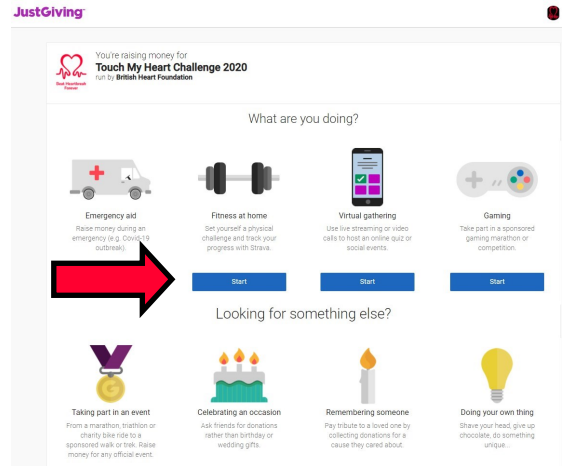 JustGiving™
You're raising money for
Touch My Heart Challenge 2020
run by British Heart Foundation
Beat Heartbreak
Forever
What are you doing?
Emergency aid
Raise money during an
emergency (e.g. Covid-19
outbreak).
Fitness at home
Set yourself a physical
challenge and track your
progress with Strava.
Start
Virtual gathering
Use live streaming or video
calls to host an online quiz or
social events.
Start
Gaming
Take part in a sponsored
gaming marathon or
competition.
Start
Looking for something else?
Taking part in an event
From a marathon, triathlon or
charity bike ride to a
sponsored walk or trek. Raise
money for any official event.
Celebrating an occasion
Ask friends for donations
rather than birthday or
wedding gifts.
Remembering someone
Pay tribute to a loved one by
collecting donations for a
cause they cared about.
Doing your own thing
Shave your head, give up
chocolate, do something
unique...